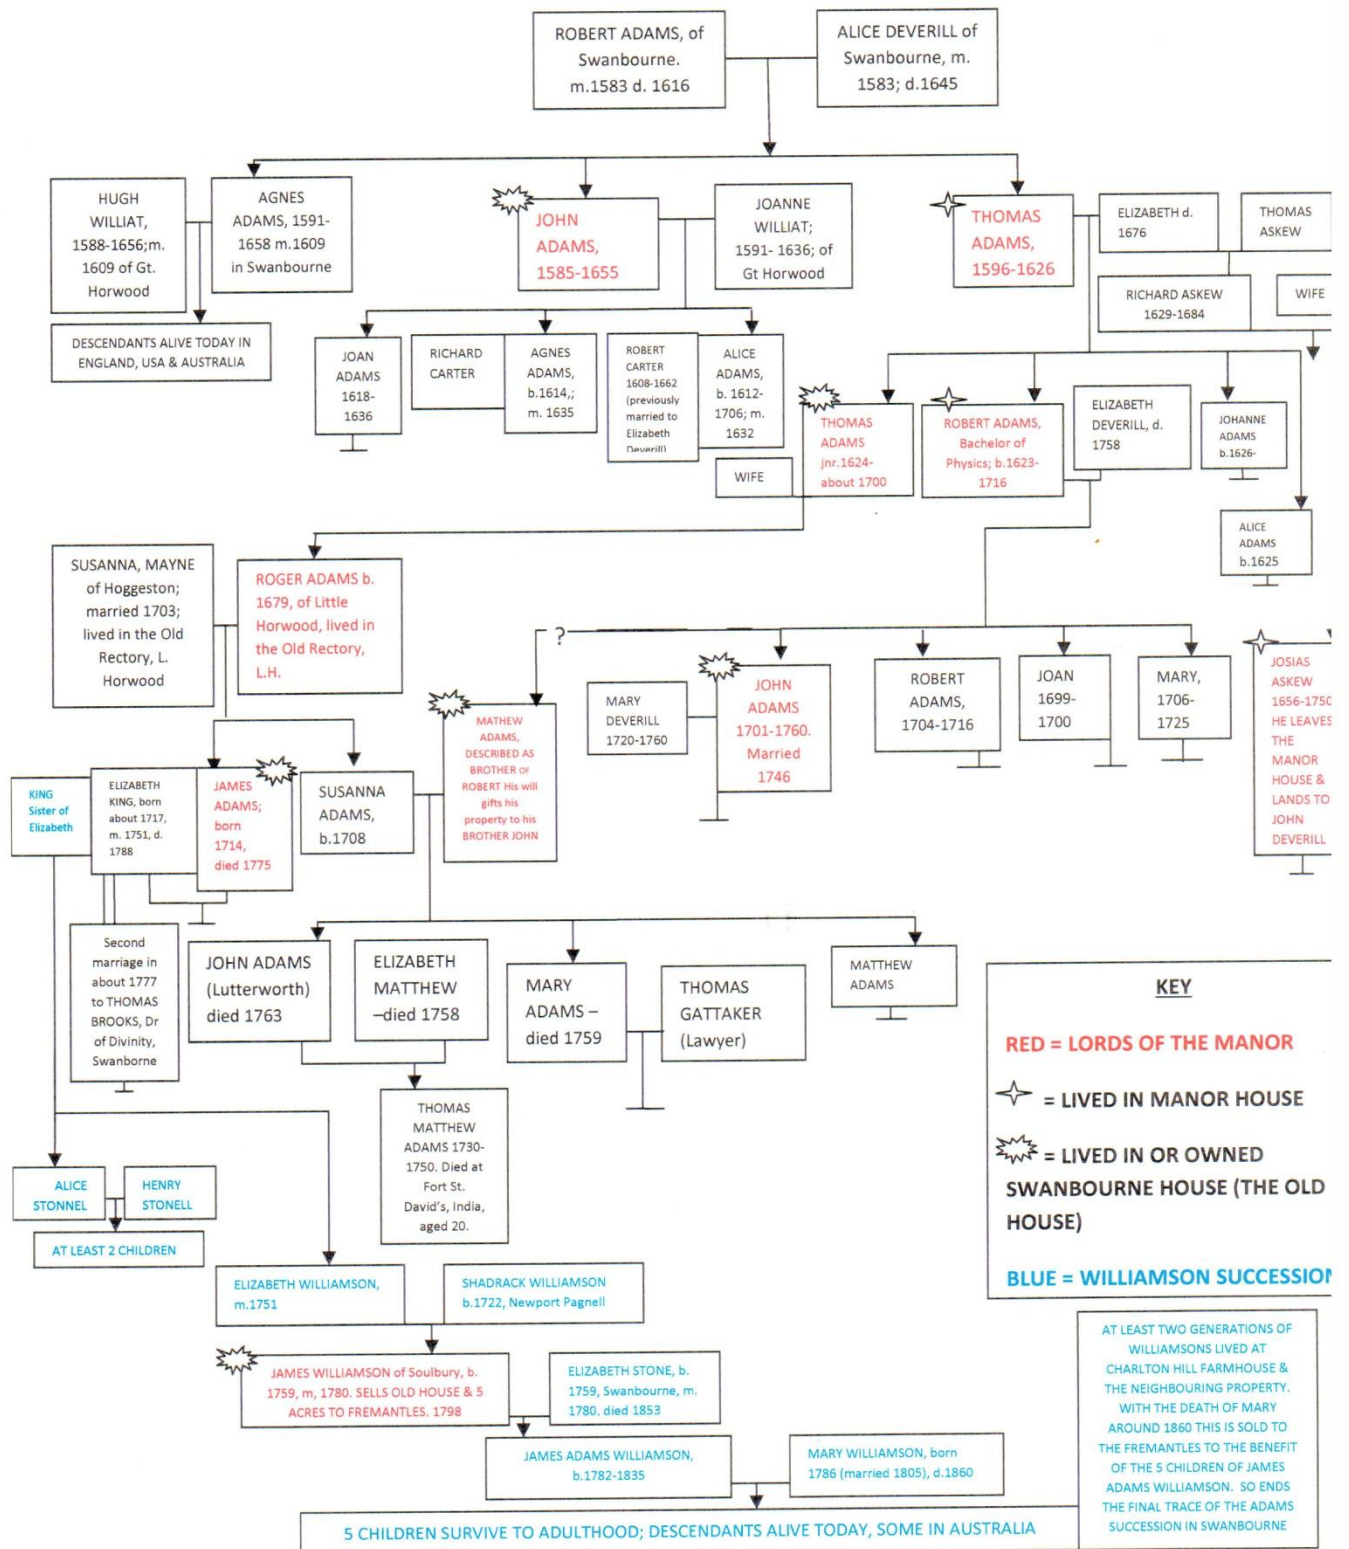 ROBERT ADAMS, of
Swanbourne.
m.1583 d. 1616
ALICE DEVERILL of
Swanbourne, m.
1583; d.1645
HUGH
WILLIAT,
1588-1656;m.
1609 of Gt.
Horwood
AGNES
ADAMS, 1591-
1658 m.1609
in Swanbourne
JOHN
ADAMS,
1585-1655
JOANNE
WILLIAT;
1591- 1636; of
Gt Horwood
THOMAS
ADAMS,
1596-1626
ELIZABETH d.
1676
THOMAS
ASKEW
RICHARD ASKEW
1629-1684
WIFE
DESCENDANTS ALIVE TODAY IN
ENGLAND, USA & AUSTRALIA
JOAN
ADAMS
1618-
1636
RICHARD
CARTER
AGNES
ADAMS,
b.1614,;
m. 1635
ROBERT
CARTER
1608-1662
(previously
married to
Elizabeth
Deverill)
ALICE
ADAMS,
b. 1612-
1706; m.
1632
WIFE
THOMAS
ADAMS
jnr.1624-
about 1700
ROBERT ADAMS,
Bachelor of
Physics; b.1623-
1716
ELIZABETH
DEVERILL, d.
1758
JOHANNE
ADAMS
b.1626-
ALICE
ADAMS
b.1625
SUSANNA, MAYNE
of Hoggeston;
married 1703;
lived in the Old
Rectory, L.
Horwood
ROGER ADAMS b.
1679, of Little
Horwood, lived in
the Old Rectory,
L.H.
?
MATHEW
ADAMS,
DESCRIBED AS
BROTHER OF
ROBERT His will
gifts his
property to his
BROTHER JOHN
MARY
DEVERILL
1720-1760
JOHN
ADAMS
1701-1760.
Married
1746
ROBERT
ADAMS,
1704-1716
JOAN
1699-
1700
MARY,
1706-
1725
JOSIAS
ASKEW
1656-1750
HE LEAVES
THE
MANOR
HOUSE &
LANDS TO
JOHN
DEVERILL
KING
Sister of
Elizabeth
ELIZABETH
KING, born
about 1717,
m. 1751, d.
1788
JAMES
ADAMS;
born
1714,
died 1775
SUSANNA
ADAMS,
b.1708
Second
marriage in
about 1777
to THOMAS
BROOKS, Dr
of Divinity,
Swanborne
JOHN ADAMS
(Lutterworth)
died 1763
ELIZABETH
MATTHEW
–died 1758
MARY
ADAMS –
died 1759
THOMAS
GATTAKER
(Lawyer)
MATTHEW
ADAMS
THOMAS
MATTHEW
ADAMS 1730-
1750. Died at
Fort St.
David's, India,
aged 20.
KEY
RED = LORDS OF THE MANOR
= LIVED IN MANOR HOUSE
= LIVED IN OR OWNED
SWANBOURNE HOUSE (THE OLD
HOUSE)
BLUE = WILLIAMSON SUCCESSION
ALICE
STONNEL
HENRY
STONELL
AT LEAST 2 CHILDREN
ELIZABETH WILLIAMSON,
m.1751
SHADRACK WILLIAMSON
b.1722, Newport Pagnell
JAMES WILLIAMSON of Soulbury, b.
1759, m, 1780. SELLS OLD HOUSE & 5
ACRES TO FREMANTLES. 1798
ELIZABETH STONE, b.
1759, Swanbourne, m.
1780. died 1853
JAMES ADAMS WILLIAMSON,
b.1782-1835
MARY WILLIAMSON, born
1786 (married 1805), d.1860
5 CHILDREN SURVIVE TO ADULTHOOD; DESCENDANTS ALIVE TODAY, SOME IN AUSTRALIA
AT LEAST TWO GENERATIONS OF
WILLIAMSONS LIVED AT
CHARLTON HILL FARMHOUSE &
THE NEIGHBOURING PROPERTY.
WITH THE DEATH OF MARY
AROUND 1860 THIS IS SOLD TO
THE FREMANTLES TO THE BENEFIT
OF THE 5 CHILDREN OF JAMES
ADAMS WILLIAMSON. SO ENDS
THE FINAL TRACE OF THE ADAMS
SUCCESSION IN SWANBOURNE